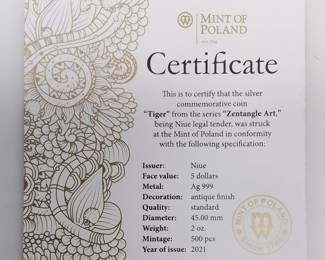 MINT OF
POLAND
Certificate
This is to certify that the silver
commemorative coin
"Tiger" from the series "Zentangle Art."
being Niue legal tender, was struck
at the Mint of Poland in conformity
with the following specification:
Issuer: Niue
Face value: 5 dollars
Metal: Ag 999
Decoration: antique finish
Quality: standard
Diameter: 45.00 mm
Weight: 2 oz.
Mintage: 500 pcs
Year of issue: 2021
MINT OF POLAND